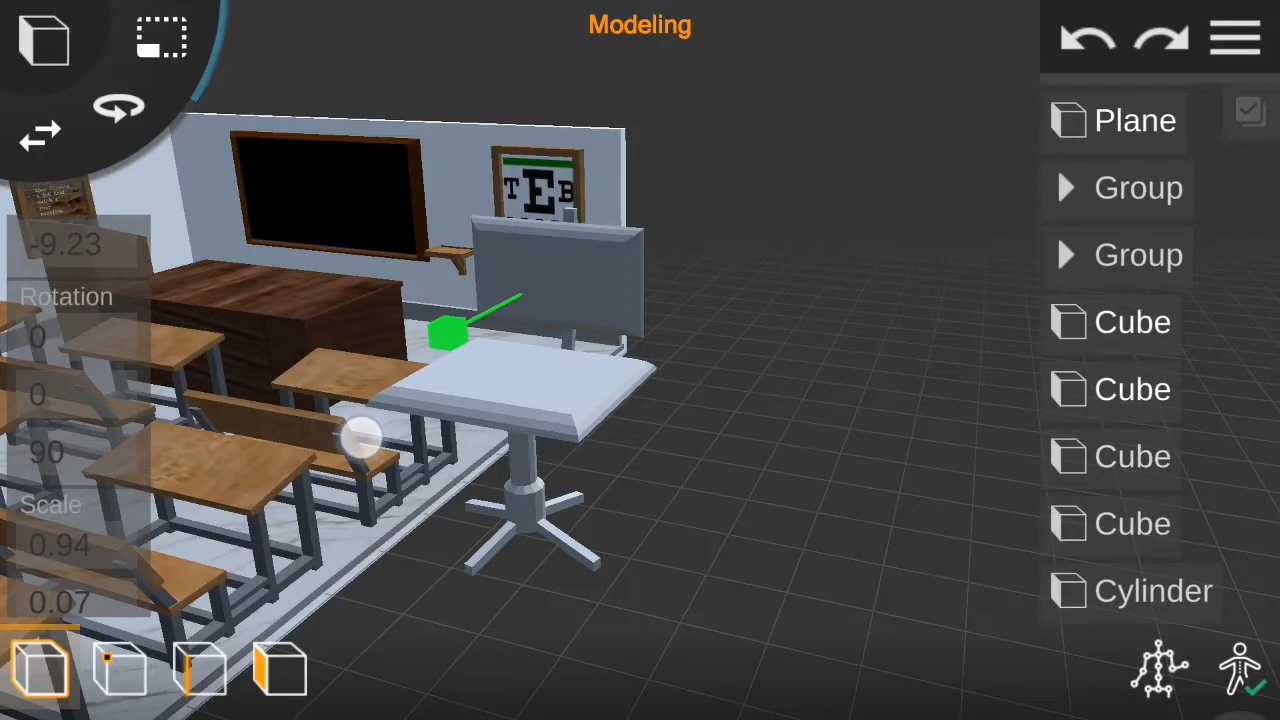 Modeling
Plane
Group
Group
Cube
Cube
Cube
Cube
Cylinder
-9.23
Rotation
0
0
90
Scale
0.94
0.07
T E B